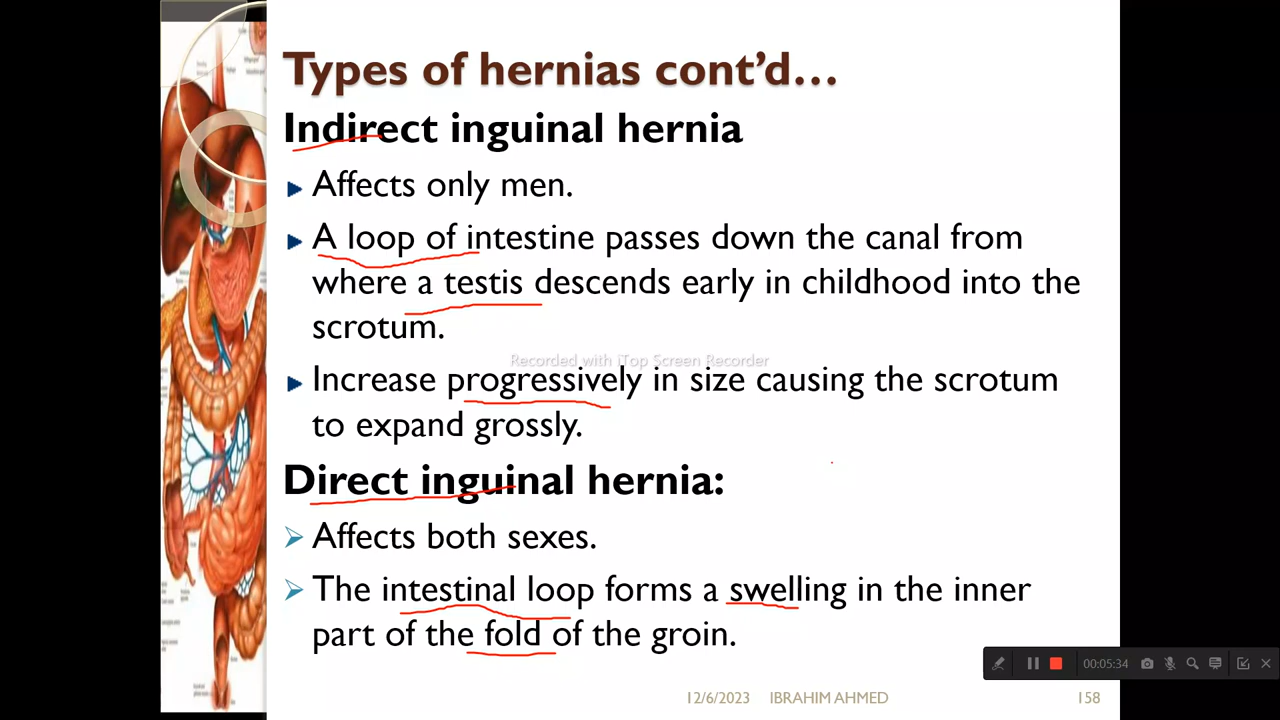 Types of hernias cont’d…
Indirect inguinal hernia
Affects only men.
A loop of intestine passes down the canal from
where a testis descends early in childhood into the
scrotum.
Recorded with iTop Screen Recorder
Increase progressively in size causing the scrotum
to expand grossly.
Direct inguinal hernia:
Affects both sexes.
The intestinal loop forms a swelling in the inner
part of the fold of the groin.
00:05:34
12/6/2023 IBRAHIM AHMED 158